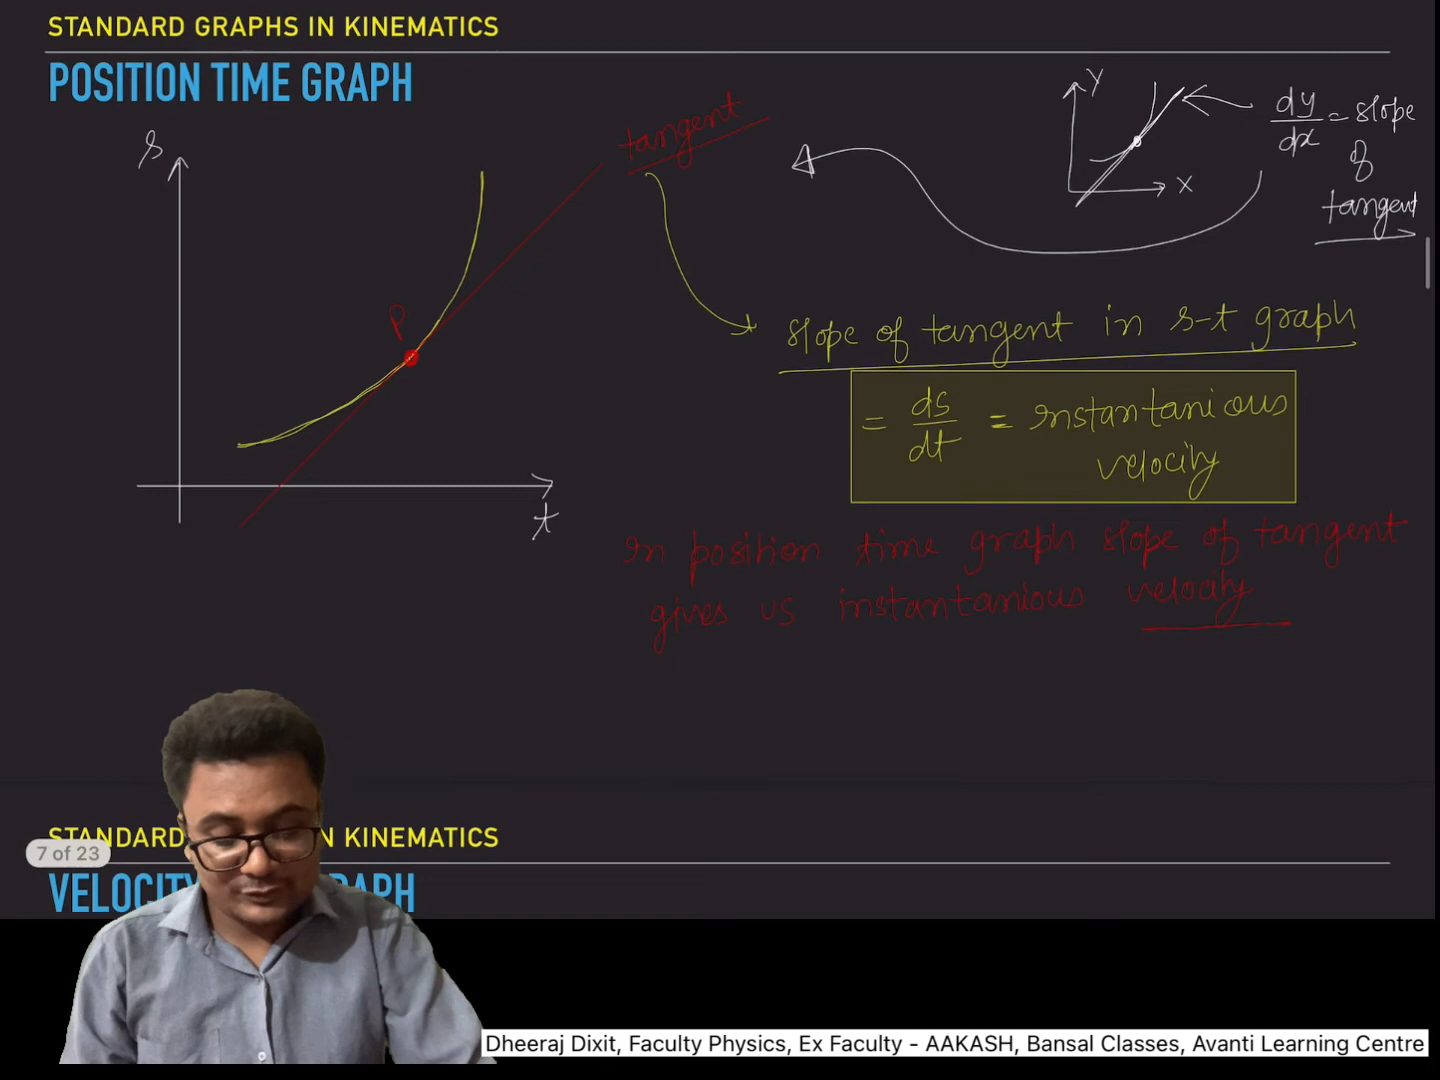 STANDARD GRAPHS IN KINEMATICS
POSITION TIME GRAPH
s
tangent
P
t
Y
X
dy/dx = slope
of
tangent
slope of tangent in s-t graph
= ds/dt = instantanious
velocity
In position time graph slope of tangent
gives us instantanious velocity
STANDARD N KINEMATICS
7 of 23
VELOCITY APH
Dheeraj Dixit, Faculty Physics, Ex Faculty - AAKASH, Bansal Classes, Avanti Learning Centre